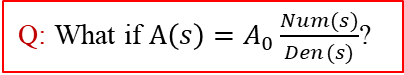 Q: What if A(s) = A₀ Num(s)/Den(s)?